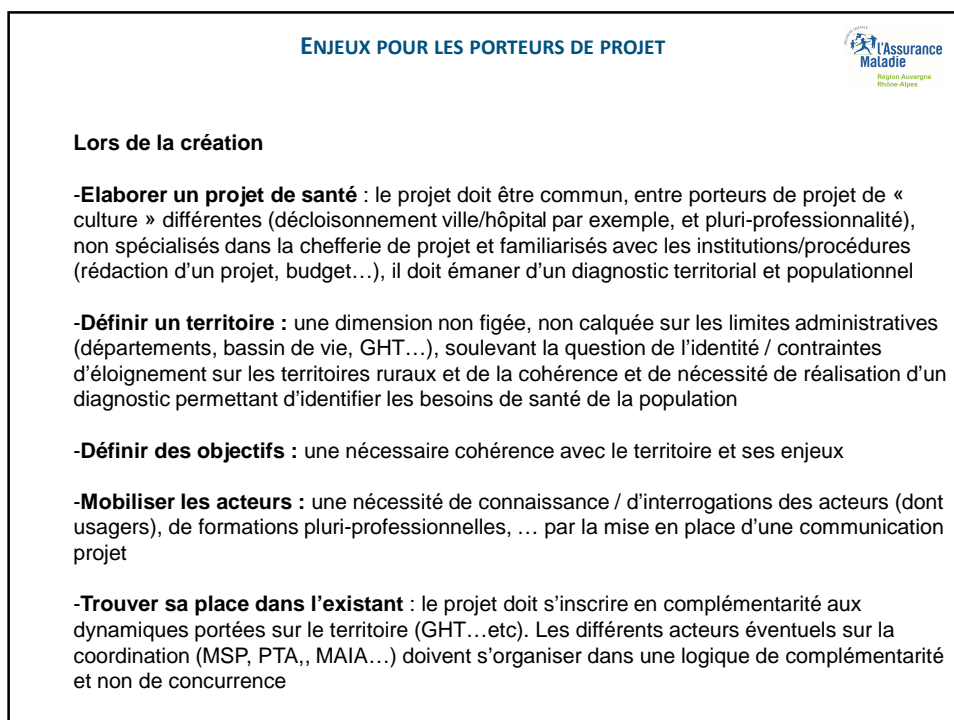 ENJEUX POUR LES PORTEURS DE PROJET
SÉCURITÉ SOCIALE
l'Assurance
Maladie
Région Auvergne
Rhône-Alpes
Lors de la création
-Elaborer un projet de santé : le projet doit être commun, entre porteurs de projet de «
culture » différentes (décloisonnement ville/hôpital par exemple, et pluri-professionnalité),
non spécialisés dans la chefferie de projet et familiarisés avec les institutions/procédures
(rédaction d'un projet, budget…), il doit émaner d'un diagnostic territorial et populationnel
-Définir un territoire : une dimension non figée, non calquée sur les limites administratives
(départements, bassin de vie, GHT…), soulevant la question de l'identité / contraintes
d'éloignement sur les territoires ruraux et de la cohérence et de nécessité de réalisation d'un
diagnostic permettant d'identifier les besoins de santé de la population
-Définir des objectifs : une nécessaire cohérence avec le territoire et ses enjeux
-Mobiliser les acteurs : une nécessité de connaissance / d'interrogations des acteurs (dont
usagers), de formations pluri-professionnelles, … par la mise en place d'une communication
projet
-Trouver sa place dans l'existant : le projet doit s'inscrire en complémentarité aux
dynamiques portées sur le territoire (GHT…etc). Les différents acteurs éventuels sur la
coordination (MSP, PTA,, MAIA…) doivent s'organiser dans une logique de complémentarité
et non de concurrence